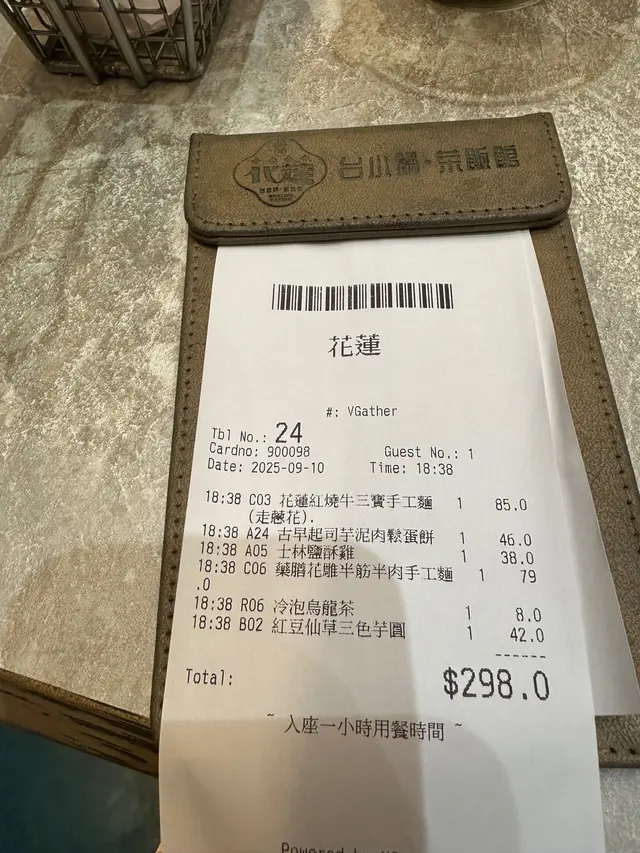 花蓮
台小鍋·茶飯館
花蓮
#: VGather
Tbl No.: 24
Cardno: 900098 Guest No.: 1
Date: 2025-09-10 Time: 18:38
18:38 C03 花蓮紅燒牛三寶手工麵 1 85.0
(走蔥花).
18:38 A24 古早起司芋泥肉鬆蛋餅 1 46.0
18:38 A05 士林鹽酥雞 1 38.0
18:38 C06 藥膳花雕半筋半肉手工麵 1 79
.0
18:38 R06 冷泡烏龍茶 1 8.0
18:38 B02 紅豆仙草三色芋圓 1 42.0
------
Total: $298.0
~ 入座一小時用餐時間 ~
Powered by